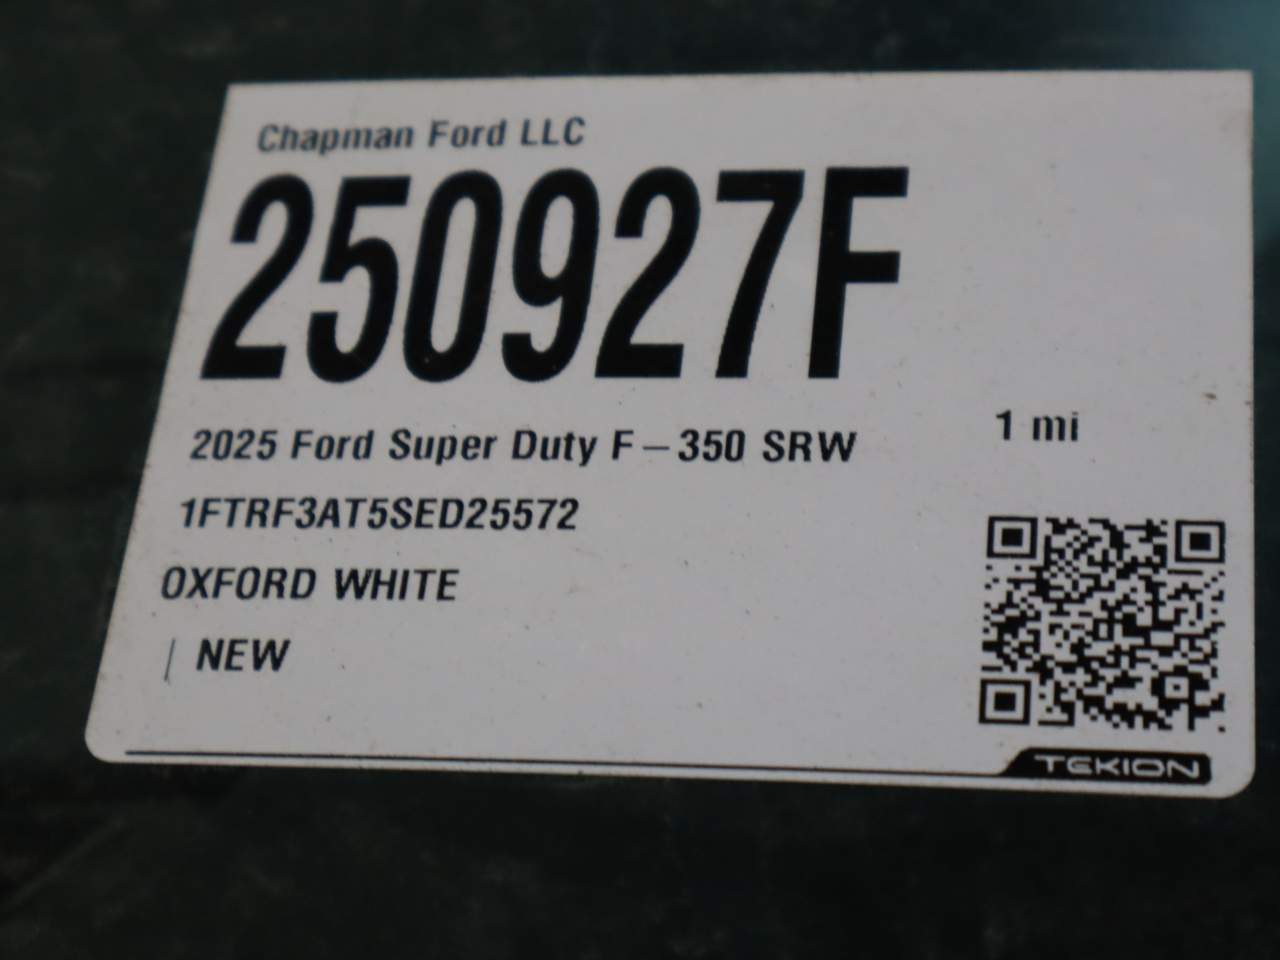 Chapman Ford LLC
250927F
2025 Ford Super Duty F-350 SRW
1 mi
1FTRF3AT5SED25572
OXFORD WHITE
| NEW
TEKION